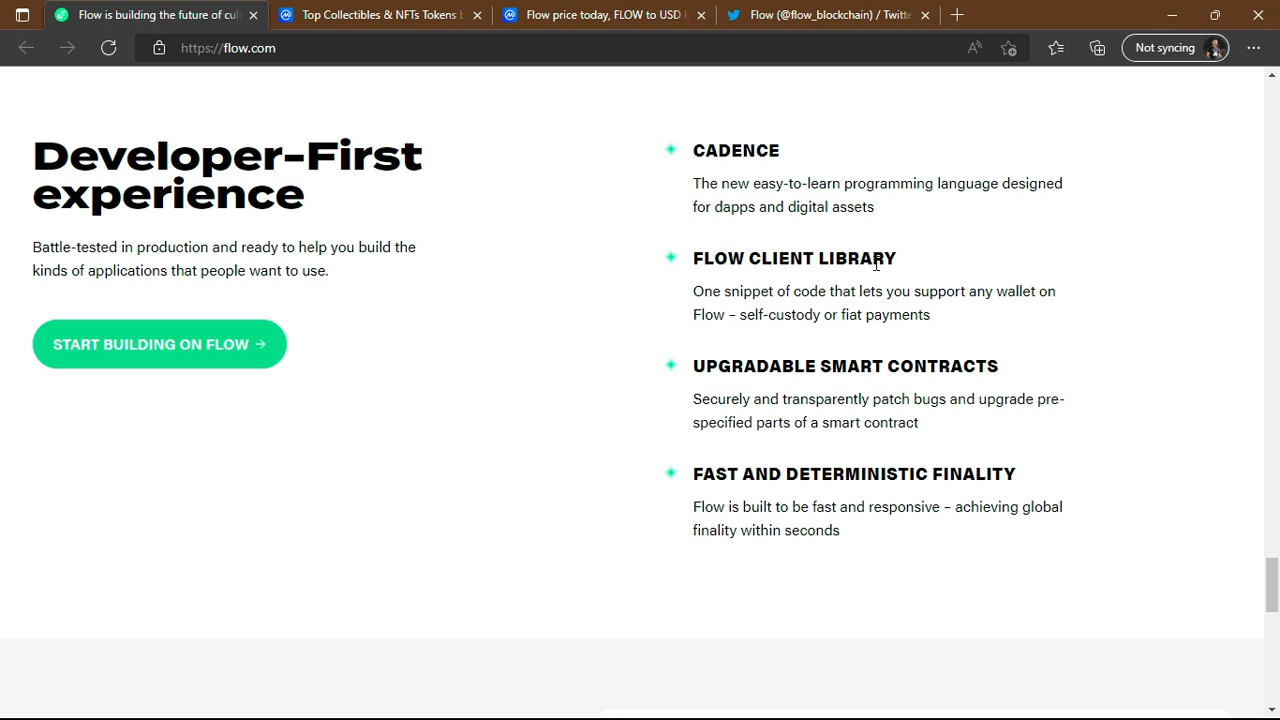 Flow is building the future of cul
Top Collectibles & NFTs Tokens b
Flow price today, FLOW to USD l
Flow (@flow_blockchain) / Twitte
https://flow.com
Not syncing
Developer-First
experience
Battle-tested in production and ready to help you build the
kinds of applications that people want to use.
START BUILDING ON FLOW →
CADENCE
The new easy-to-learn programming language designed
for dapps and digital assets
FLOW CLIENT LIBRARY
One snippet of code that lets you support any wallet on
Flow – self-custody or fiat payments
UPGRADABLE SMART CONTRACTS
Securely and transparently patch bugs and upgrade pre-
specified parts of a smart contract
FAST AND DETERMINISTIC FINALITY
Flow is built to be fast and responsive – achieving global
finality within seconds